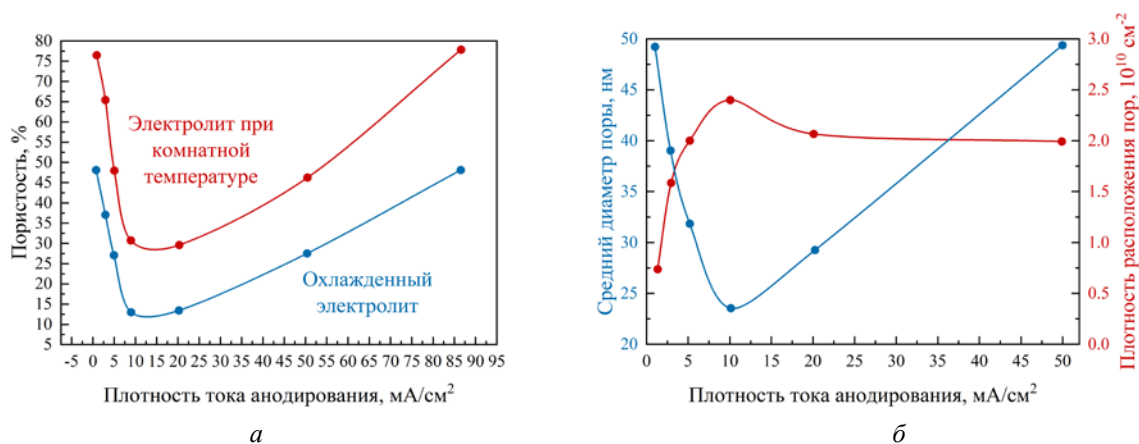 80
75
70
65
60
55
50
45
40
35
30
25
20
15
10
5
Пористость, %
Электролит при
комнатной
температуре
Охлажденный
электролит
-5 0 5 10 15 20 25 30 35 40 45 50 55 60 65 70 75 80 85 90 95
Плотность тока анодирования, мА/см²
а
50
45
40
35
30
25
20
Средний диаметр поры, нм
3.0
2.5
2.0
1.5
1.0
0.5
0.0
Плотность расположения пор, 10¹⁰ см⁻²
0 5 10 15 20 25 30 35 40 45 50
Плотность тока анодирования, мА/см²
б